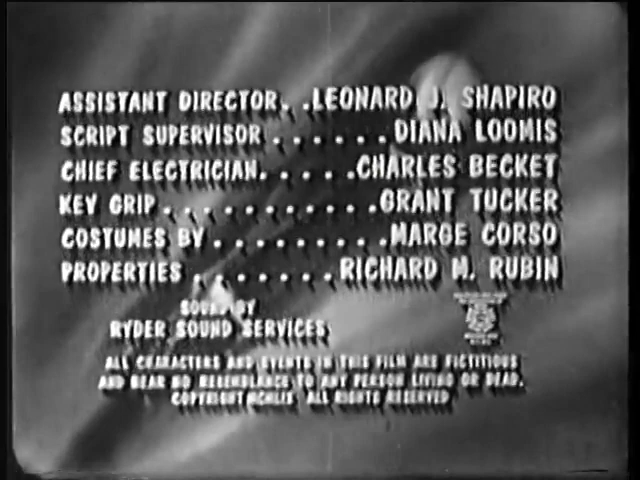 ASSISTANT DIRECTOR. . LEONARD J. SHAPIRO
SCRIPT SUPERVISOR . . . . . . DIANA LOOMIS
CHIEF ELECTRICIAN. . . . . CHARLES BECKET
KEY GRIP . . . . . . . . . . . GRANT TUCKER
COSTUMES BY . . . . . . . . . MARGE CORSO
PROPERTIES . . . . . . . RICHARD M. RUBIN
SOUND BY
RYDER SOUND SERVICES
ALL CHARACTERS AND EVENTS IN THIS FILM ARE FICTITIOUS
AND BEAR NO RESEMBLANCE TO ANY PERSON LIVING OR DEAD.
COPYRIGHT MCMLIX ALL RIGHTS RESERVED